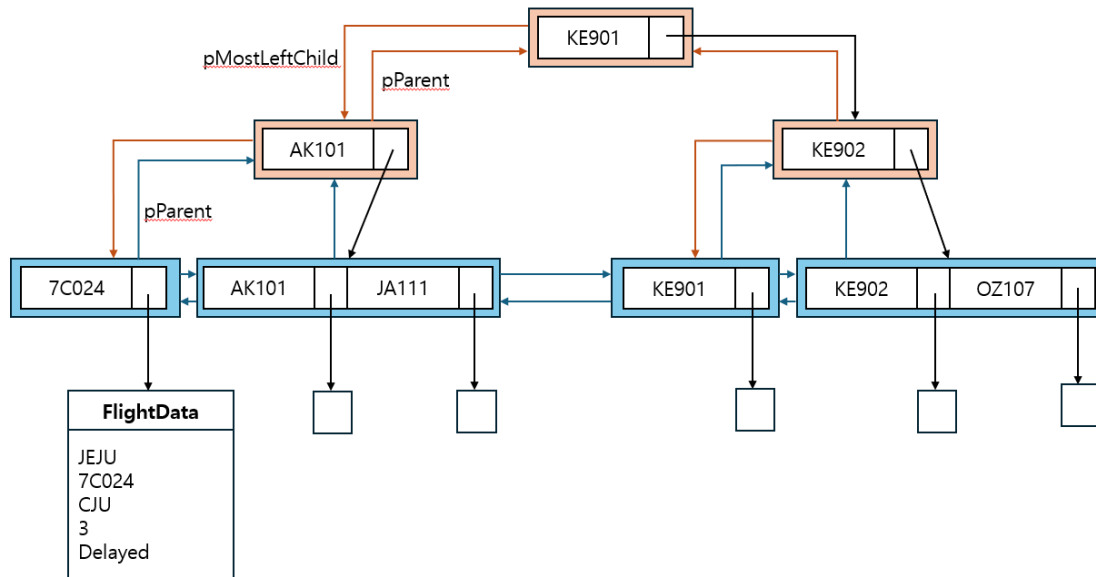 KE901
pMostLeftChild
pParent
AK101
KE902
pParent
7C024
AK101
JA111
KE901
KE902
OZ107
FlightData
JEJU
7C024
CJU
3
Delayed